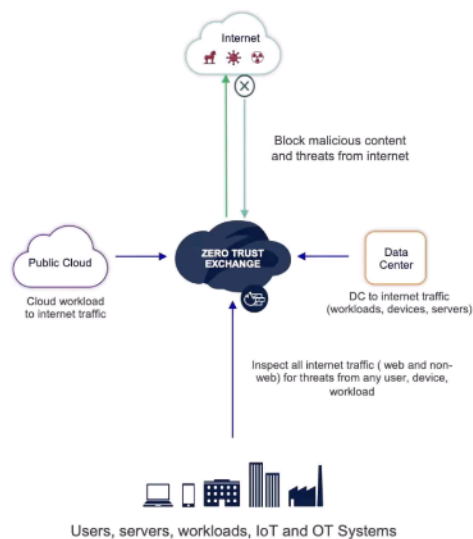 Internet
Block malicious content
and threats from internet
ZERO TRUST
EXCHANGE
Public Cloud
Cloud workload
to internet traffic
Data
Center
DC to internet traffic
(workloads, devices, servers)
Inspect all internet traffic ( web and non-
web) for threats from any user, device,
workload
Users, servers, workloads, IoT and OT Systems